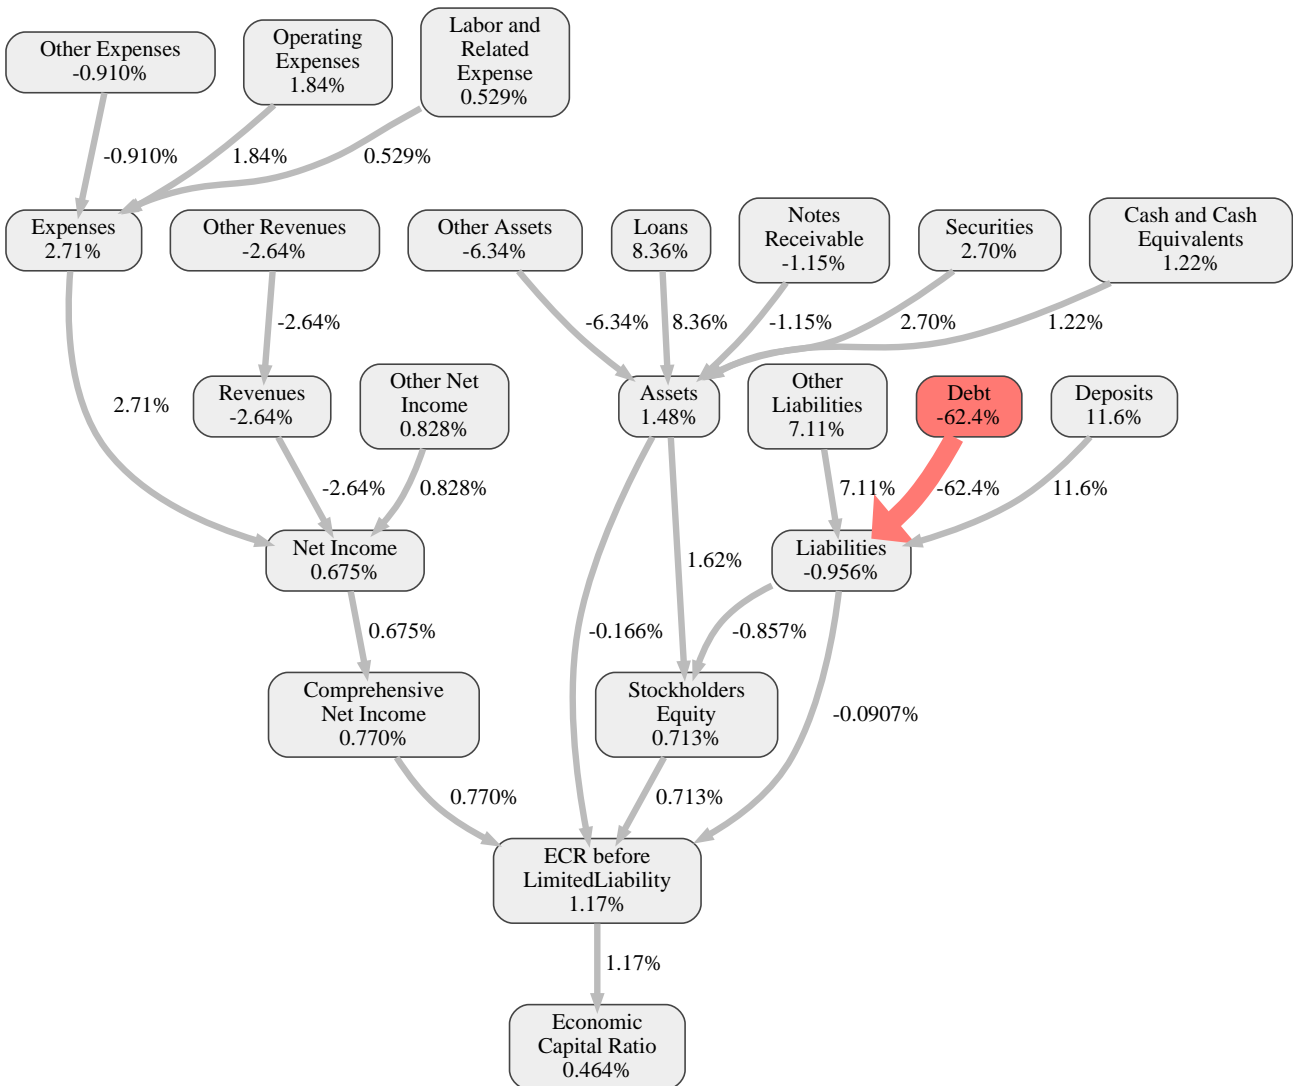 Other Expenses
-0.910%
Operating
Expenses
1.84%
Labor and
Related
Expense
0.529%
-0.910%
1.84%
0.529%
Expenses
2.71%
Other Revenues
-2.64%
Other Assets
-6.34%
Loans
8.36%
Notes
Receivable
-1.15%
Securities
2.70%
Cash and Cash
Equivalents
1.22%
-2.64%
-6.34%
8.36%
-1.15%
2.70%
1.22%
2.71%
Revenues
-2.64%
Other Net
Income
0.828%
Assets
1.48%
Other
Liabilities
7.11%
Debt
-62.4%
Deposits
11.6%
-2.64%
0.828%
7.11%
-62.4%
11.6%
Net Income
0.675%
1.62%
Liabilities
-0.956%
0.675%
-0.166%
-0.857%
Comprehensive
Net Income
0.770%
Stockholders
Equity
0.713%
-0.0907%
0.770%
0.713%
ECR before
LimitedLiability
1.17%
1.17%
Economic
Capital Ratio
0.464%